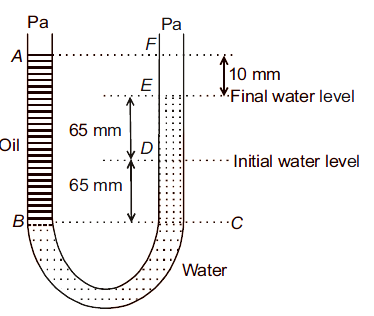 Pa
Pa
A
F
10 mm
E
Final water level
65 mm
Oil
D
Initial water level
65 mm
B
C
Water